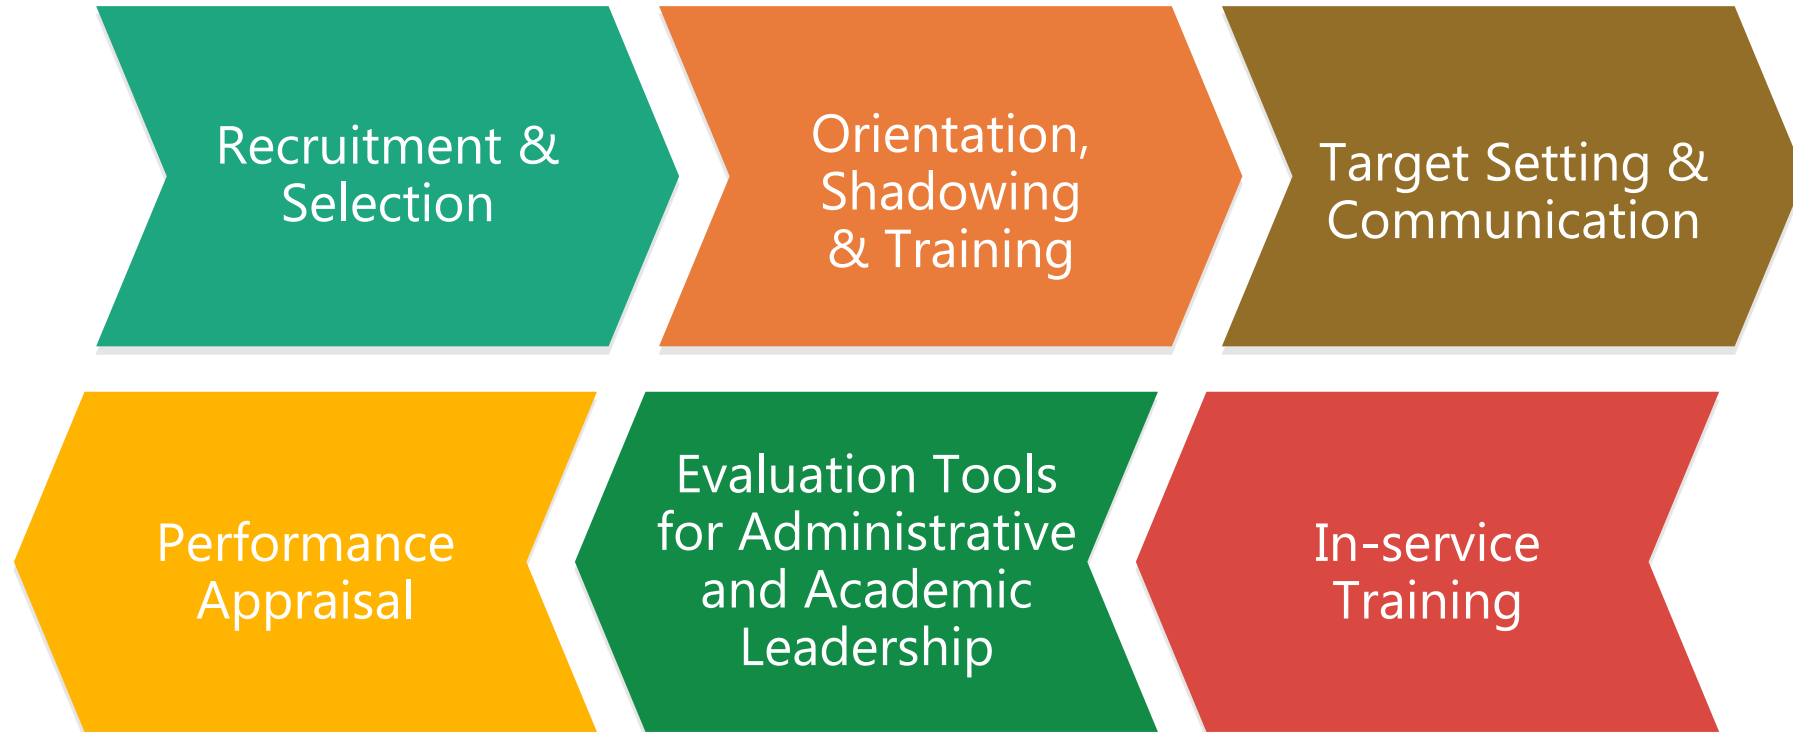 Recruitment &
Selection
Orientation,
Shadowing
& Training
Target Setting &
Communication
Performance
Appraisal
Evaluation Tools
for Administrative
and Academic
Leadership
In-service
Training